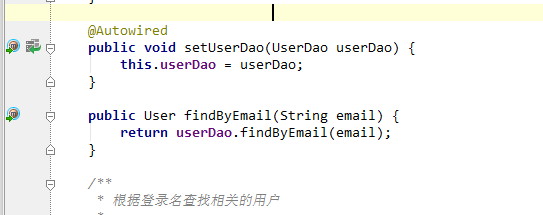 @Autowired
public void setUserDao(UserDao userDao) {
this.userDao = userDao;
}
public User findByEmail(String email) {
return userDao.findByEmail(email);
}
/**
* 根据登录名查找相关的用户
*